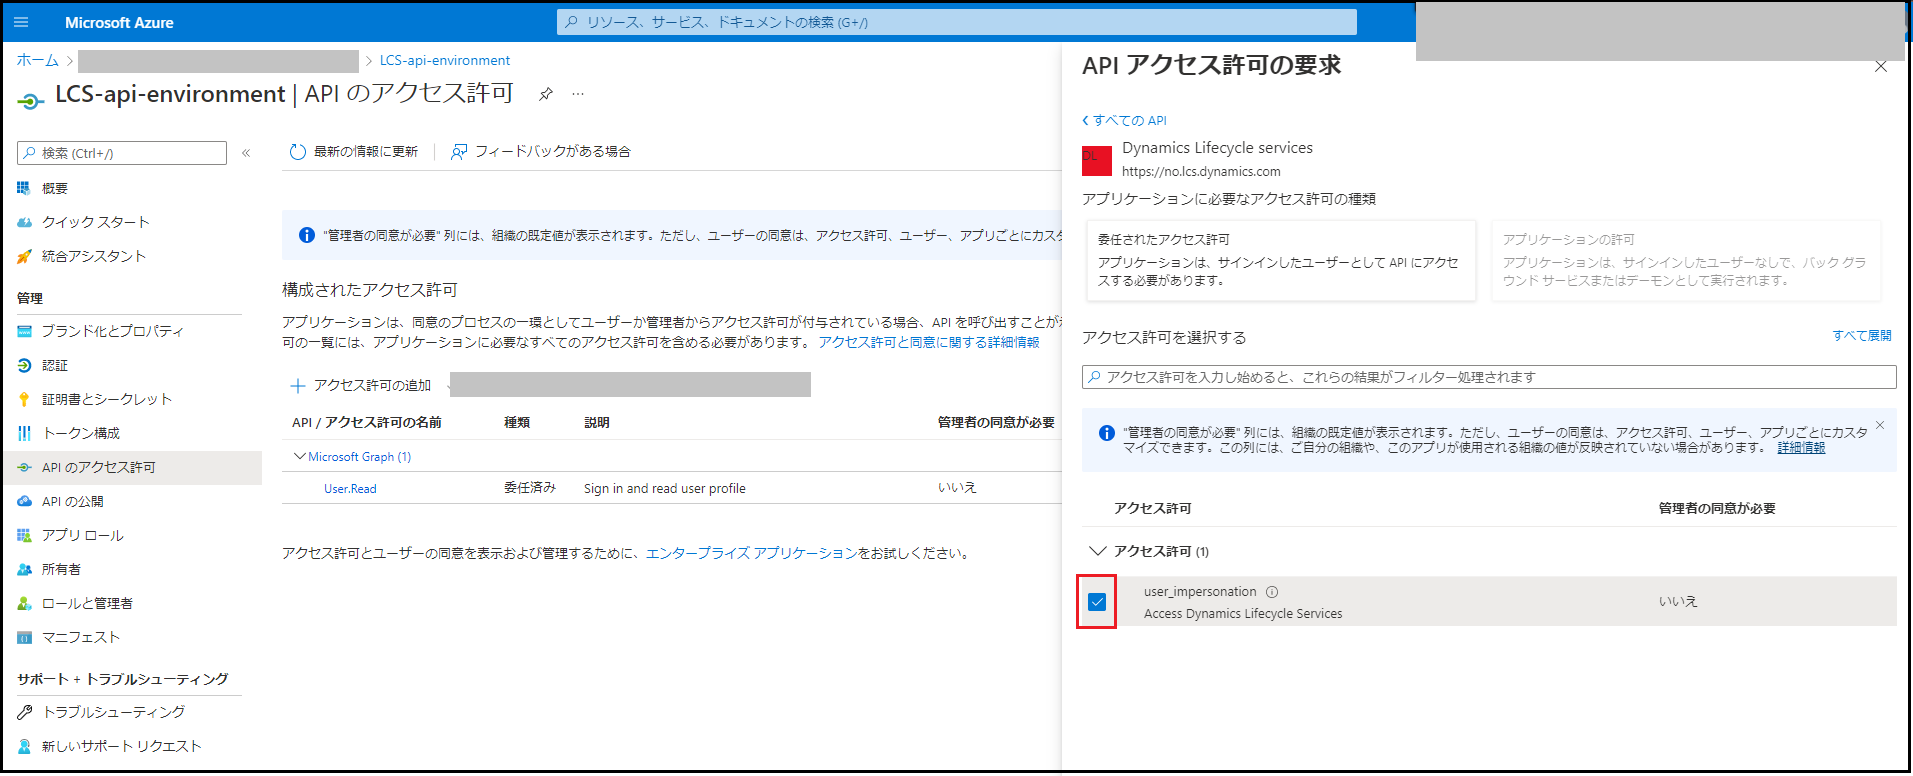 Microsoft Azure
リソース、サービス、ドキュメントの検索 (G+/)
ホーム
LCS-api-environment
LCS-api-environment | API のアクセス許可
検索 (Ctrl+/)
概要
クイック スタート
統合アシスタント
管理
ブランド化とプロパティ
認証
証明書とシークレット
トークン構成
API のアクセス許可
API の公開
アプリ ロール
所有者
ロールと管理者
マニフェスト
サポート + トラブルシューティング
トラブルシューティング
新しいサポート リクエスト
最新の情報に更新
フィードバックがある場合
"管理者の同意が必要" 列には、組織の既定値が表示されます。ただし、ユーザーの同意は、アクセス許可、ユーザー、アプリごとにカスタ
構成されたアクセス許可
アプリケーションは、同意のプロセスの一環としてユーザーか管理者からアクセス許可が付与されている場合、API を呼び出すことが
可の一覧には、アプリケーションに必要なすべてのアクセス許可を含める必要があります。 アクセス許可と同意に関する詳細情報
アクセス許可の追加
API / アクセス許可の名前 種類 説明 管理者の同意が必要
Microsoft Graph (1)
User.Read 委任済み Sign in and read user profile いいえ
アクセス許可とユーザーの同意を表示および管理するために、エンタープライズ アプリケーションをお試しください。
API アクセス許可の要求
すべての API
DL
Dynamics Lifecycle services
https://no.lcs.dynamics.com
アプリケーションに必要なアクセス許可の種類
委任されたアクセス許可
アプリケーションは、サインインしたユーザーとして API にアクセ
スする必要があります。
アプリケーションの許可
アプリケーションは、サインインしたユーザーなしで、バック グラ
ウンド サービスまたはデーモンとして実行されます。
アクセス許可を選択する
すべて展開
アクセス許可を入力し始めると、これらの結果がフィルター処理されます
"管理者の同意が必要" 列には、組織の既定値が表示されます。ただし、ユーザーの同意は、アクセス許可、ユーザー、アプリごとにカスタ
マイズできます。この列には、ご自分の組織や、このアプリが使用される組織の値が反映されていない場合があります。 詳細情報
アクセス許可 管理者の同意が必要
アクセス許可 (1)
user_impersonation
Access Dynamics Lifecycle Services
いいえ